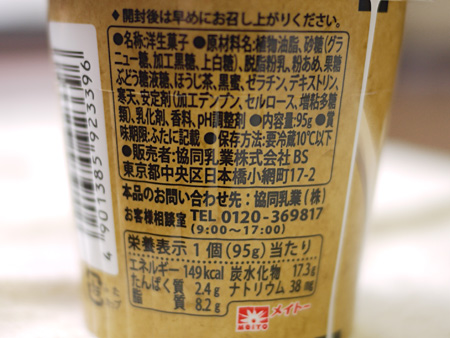 ◆開封後は早めにお召し上がりください。◆
●名称:洋生菓子 ●原材料名:植物油脂、砂糖(グラ
ニュー糖、加工黒糖、上白糖)、脱脂粉乳、粉あめ、果糖
ぶどう糖液糖、ほうじ茶、黒蜜、ゼラチン、デキストリン、
寒天、安定剤(加工デンプン、セルロース、増粘多糖
類)、乳化剤、香料、pH調整剤 ●内容量:95g ●賞
味期限:ふたに記載 ●保存方法:要冷蔵10℃以下
●販売者:協同乳業株式会社 BS
東京都中央区日本橋小網町17-2
本品のお問い合わせ先:協同乳業(株)
お客様相談室 TEL 0120-369817
(9:00〜17:00)
栄養表示 1個(95g)当たり
エネルギー 149kcal 炭水化物 17.3g
たんぱく質 2.4g ナトリウム 38mg
脂質 8.2g
MEITO メイトー
4 901385 923396